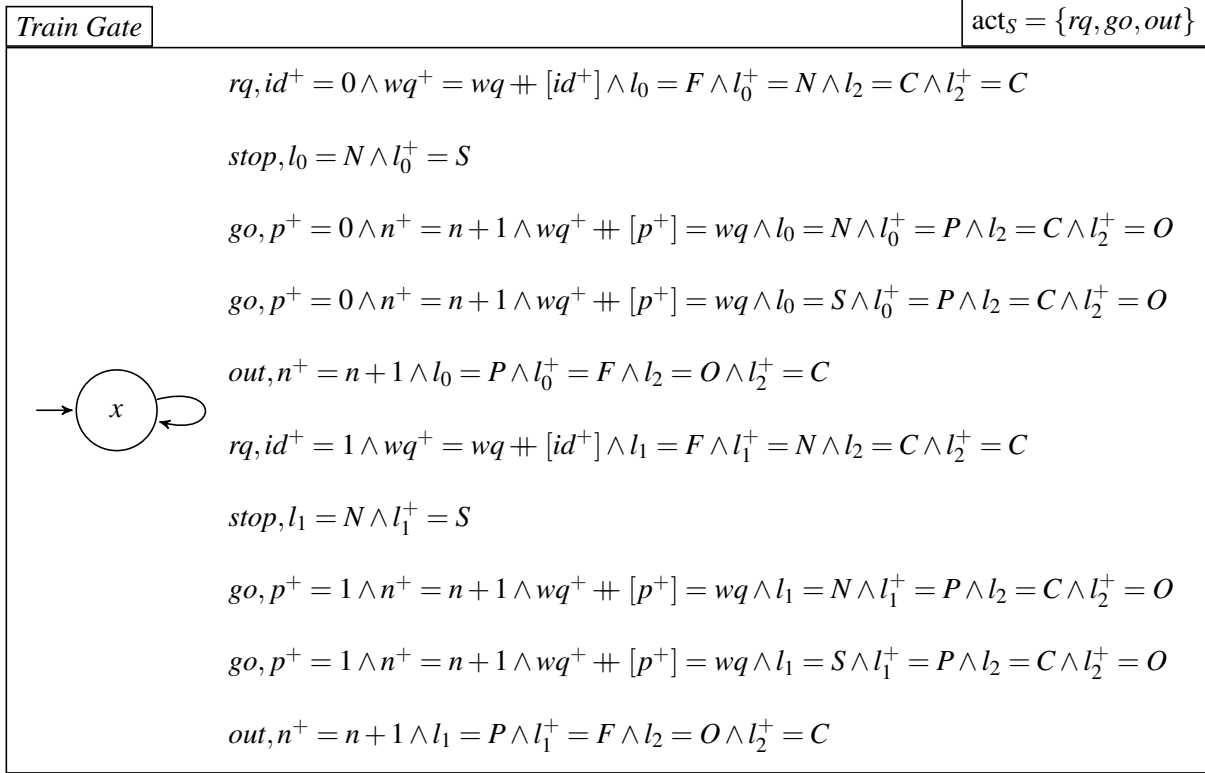 Train Gate
act_S = {rq, go, out}
rq, id⁺ = 0 ∧ wq⁺ = wq ⧺ [id⁺] ∧ l₀ = F ∧ l₀⁺ = N ∧ l₂ = C ∧ l₂⁺ = C
stop, l₀ = N ∧ l₀⁺ = S
go, p⁺ = 0 ∧ n⁺ = n + 1 ∧ wq⁺ ⧺ [p⁺] = wq ∧ l₀ = N ∧ l₀⁺ = P ∧ l₂ = C ∧ l₂⁺ = O
go, p⁺ = 0 ∧ n⁺ = n + 1 ∧ wq⁺ ⧺ [p⁺] = wq ∧ l₀ = S ∧ l₀⁺ = P ∧ l₂ = C ∧ l₂⁺ = O
out, n⁺ = n + 1 ∧ l₀ = P ∧ l₀⁺ = F ∧ l₂ = O ∧ l₂⁺ = C
x
rq, id⁺ = 1 ∧ wq⁺ = wq ⧺ [id⁺] ∧ l₁ = F ∧ l₁⁺ = N ∧ l₂ = C ∧ l₂⁺ = C
stop, l₁ = N ∧ l₁⁺ = S
go, p⁺ = 1 ∧ n⁺ = n + 1 ∧ wq⁺ ⧺ [p⁺] = wq ∧ l₁ = N ∧ l₁⁺ = P ∧ l₂ = C ∧ l₂⁺ = O
go, p⁺ = 1 ∧ n⁺ = n + 1 ∧ wq⁺ ⧺ [p⁺] = wq ∧ l₁ = S ∧ l₁⁺ = P ∧ l₂ = C ∧ l₂⁺ = O
out, n⁺ = n + 1 ∧ l₁ = P ∧ l₁⁺ = F ∧ l₂ = O ∧ l₂⁺ = C